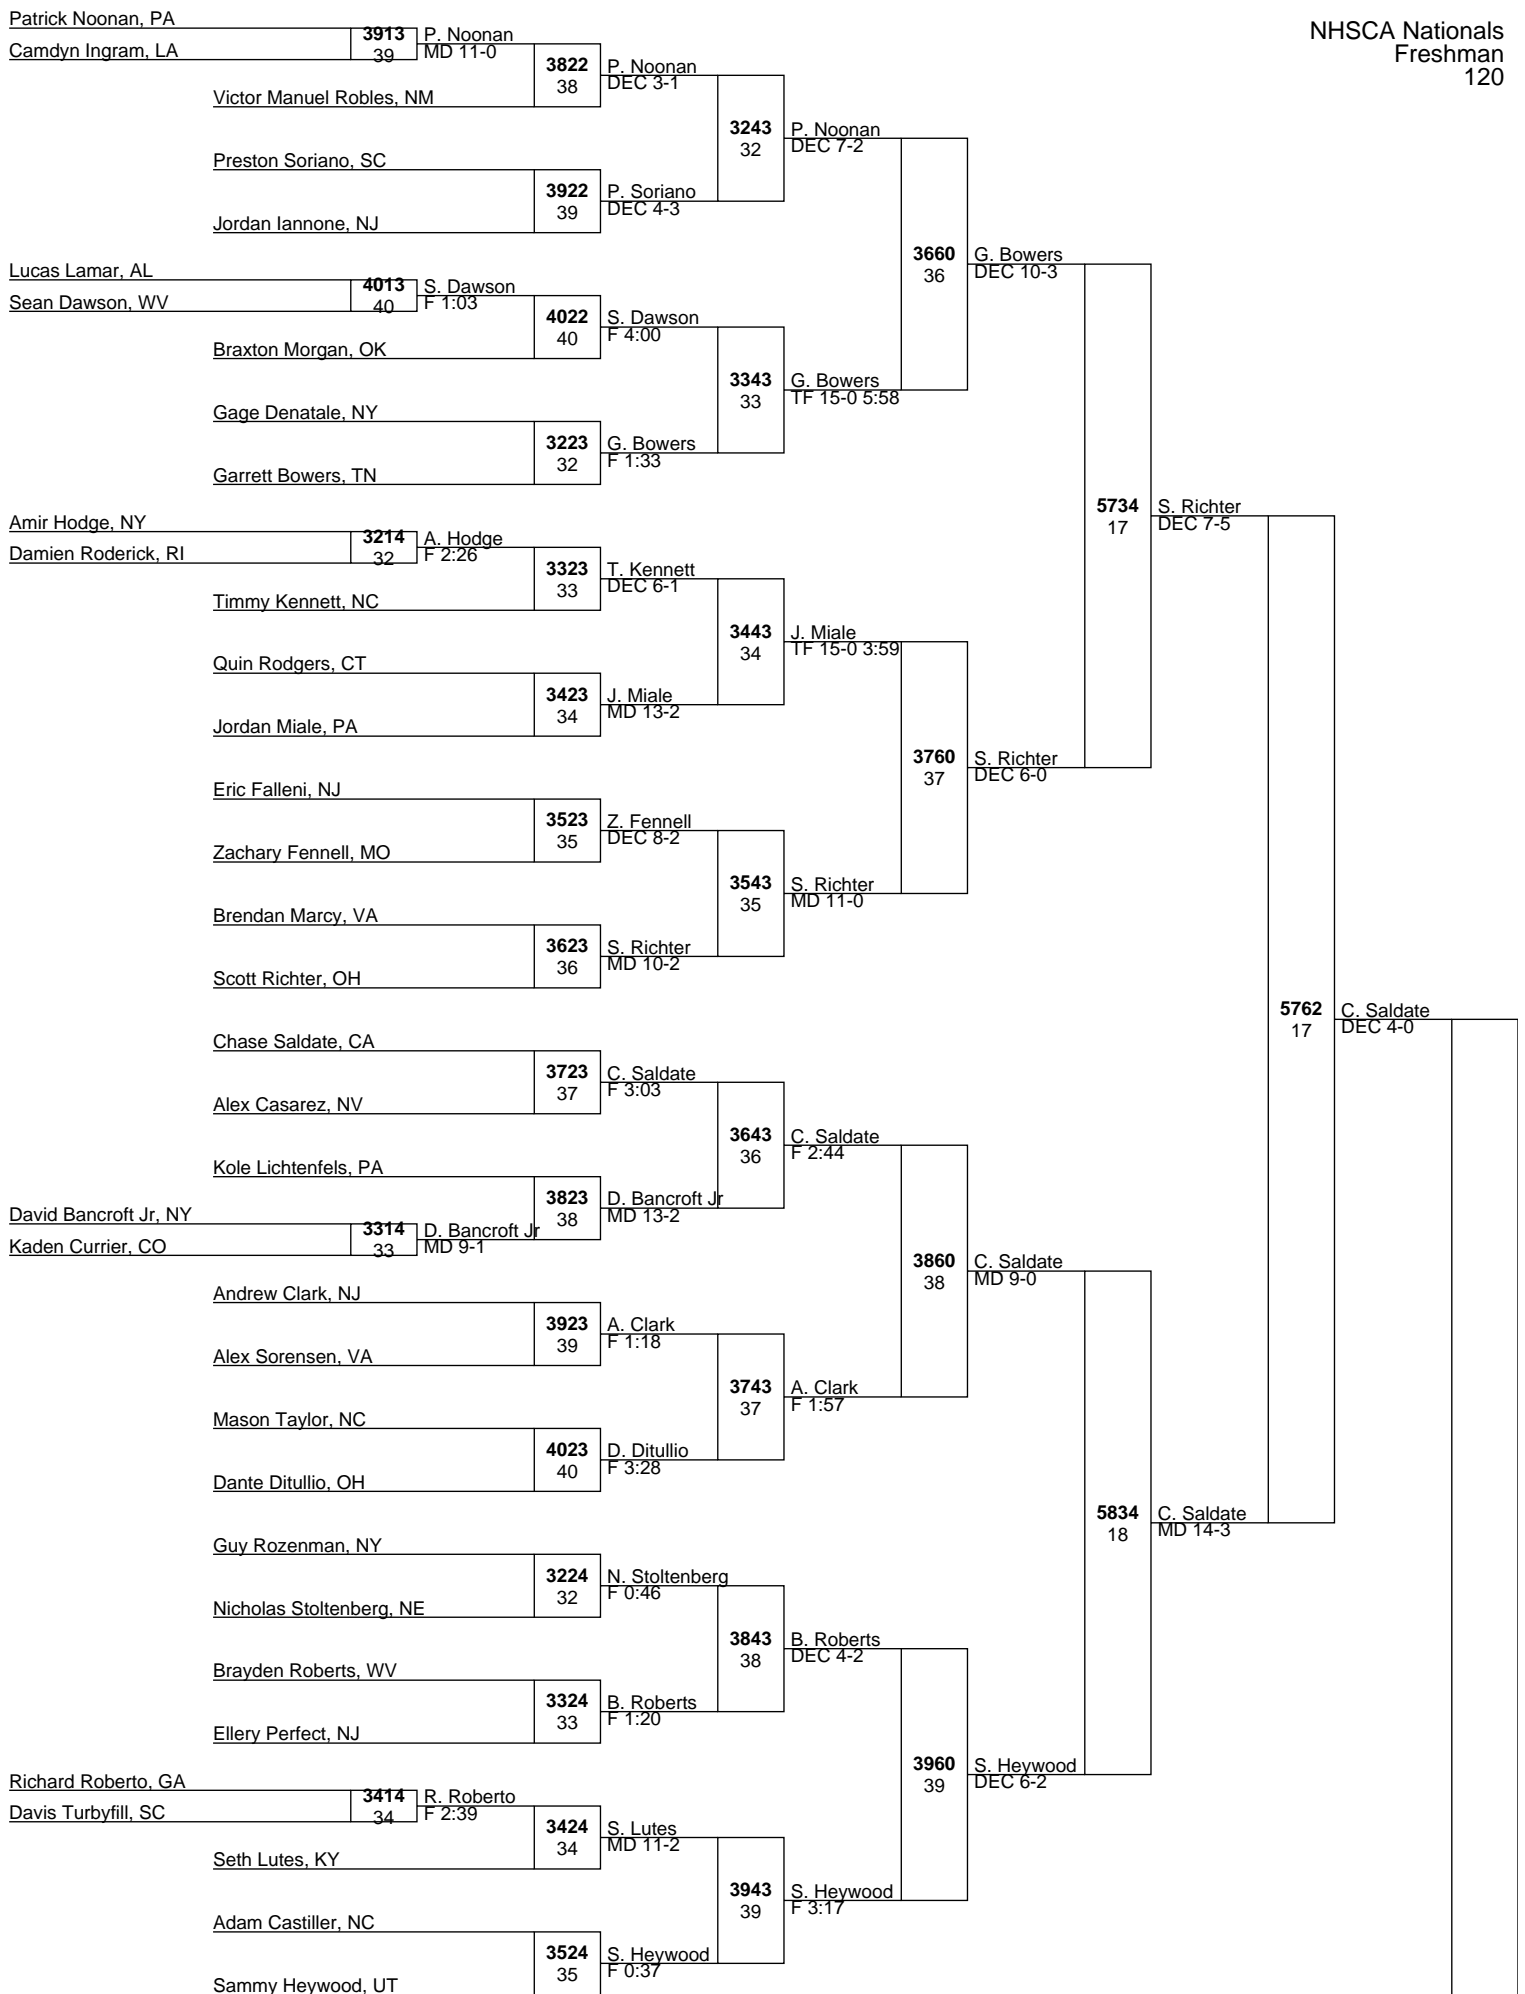 NHSCA Nationals
Freshman
120
Patrick Noonan, PA
Camdyn Ingram, LA
3913
39
P. Noonan
MD 11-0
Victor Manuel Robles, NM
3822
38
P. Noonan
DEC 3-1
Preston Soriano, SC
Jordan Iannone, NJ
3922
39
P. Soriano
DEC 4-3
3243
32
P. Noonan
DEC 7-2
Lucas Lamar, AL
Sean Dawson, WV
4013
40
S. Dawson
F 1:03
Braxton Morgan, OK
4022
40
S. Dawson
F 4:00
Gage Denatale, NY
Garrett Bowers, TN
3223
32
G. Bowers
F 1:33
3343
33
G. Bowers
TF 15-0 5:58
3660
36
G. Bowers
DEC 10-3
Amir Hodge, NY
Damien Roderick, RI
3214
32
A. Hodge
F 2:26
Timmy Kennett, NC
3323
33
T. Kennett
DEC 6-1
Quin Rodgers, CT
Jordan Miale, PA
3423
34
J. Miale
MD 13-2
3443
34
J. Miale
TF 15-0 3:59
Eric Falleni, NJ
Zachary Fennell, MO
3523
35
Z. Fennell
DEC 8-2
Brendan Marcy, VA
Scott Richter, OH
3623
36
S. Richter
MD 10-2
3543
35
S. Richter
MD 11-0
3760
37
S. Richter
DEC 6-0
5734
17
S. Richter
DEC 7-5
Chase Saldate, CA
Alex Casarez, NV
3723
37
C. Saldate
F 3:03
Kole Lichtenfels, PA
David Bancroft Jr, NY
Kaden Currier, CO
3314
33
D. Bancroft Jr
MD 9-1
3823
38
D. Bancroft Jr
MD 13-2
3643
36
C. Saldate
F 2:44
Andrew Clark, NJ
Alex Sorensen, VA
3923
39
A. Clark
F 1:18
Mason Taylor, NC
Dante Ditullio, OH
4023
40
D. Ditullio
F 3:28
3743
37
A. Clark
F 1:57
3860
38
C. Saldate
MD 9-0
Guy Rozenman, NY
Nicholas Stoltenberg, NE
3224
32
N. Stoltenberg
F 0:46
Brayden Roberts, WV
Ellery Perfect, NJ
3324
33
B. Roberts
F 1:20
3843
38
B. Roberts
DEC 4-2
Richard Roberto, GA
Davis Turbyfill, SC
3414
34
R. Roberto
F 2:39
Seth Lutes, KY
3424
34
S. Lutes
MD 11-2
Adam Castiller, NC
Sammy Heywood, UT
3524
35
S. Heywood
F 0:37
3943
39
S. Heywood
F 3:17
3960
39
S. Heywood
DEC 6-2
5834
18
C. Saldate
MD 14-3
5762
17
C. Saldate
DEC 4-0